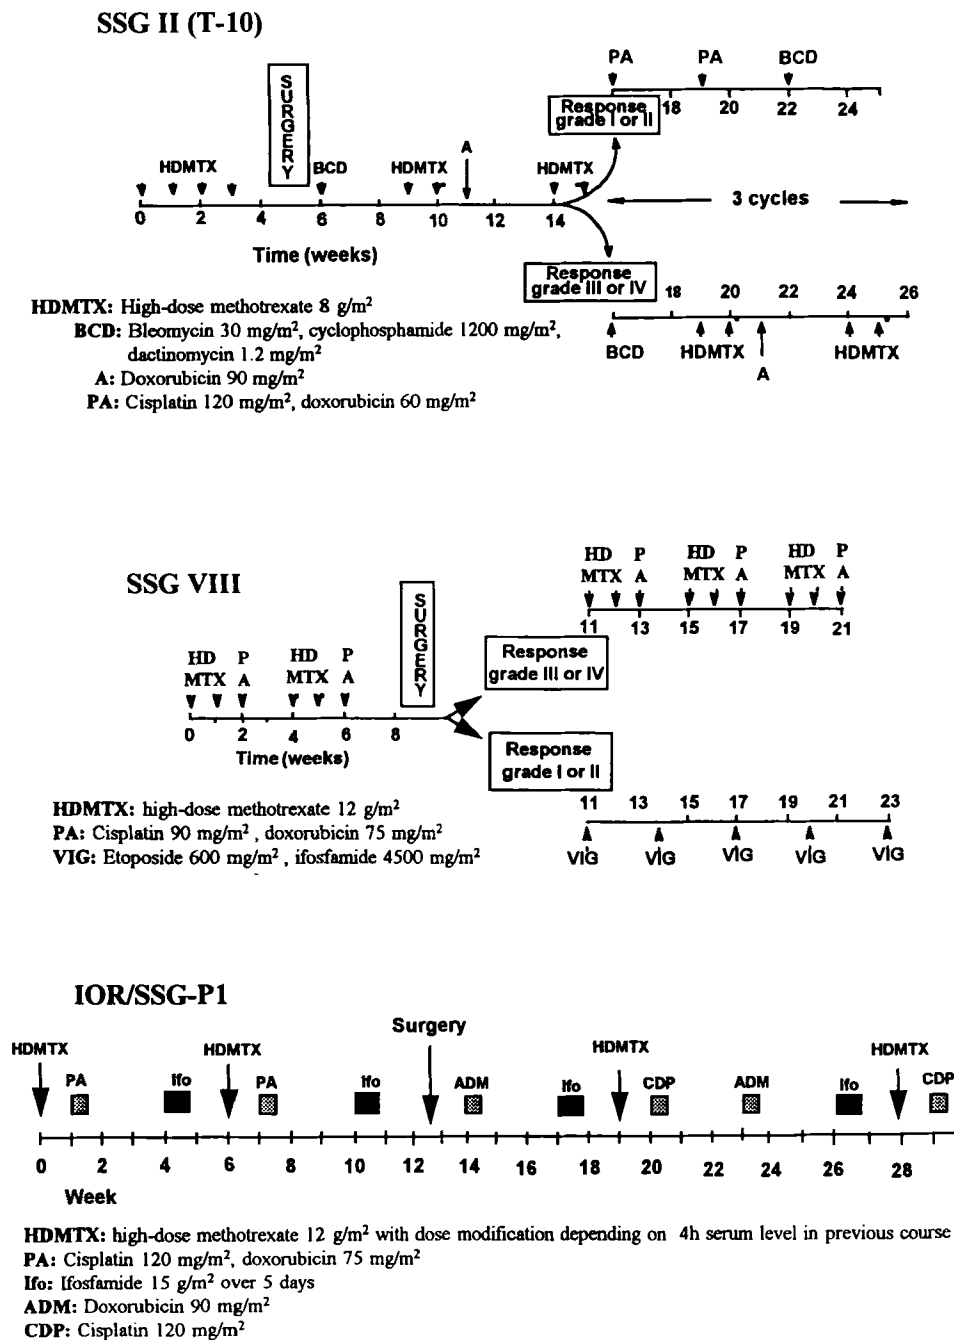 SSG II (T-10)
PA PA BCD
18 20 22 24
SURGERY
Response
grade I or II
HDMTX BCD HDMTX A HDMTX
0 2 4 6 8 10 12 14
3 cycles
Time (weeks)
Response
grade III or IV
18 20 22 24 26
BCD HDMTX A HDMTX
HDMTX: High-dose methotrexate 8 g/m²
BCD: Bleomycin 30 mg/m², cyclophosphamide 1200 mg/m²,
dactinomycin 1.2 mg/m²
A: Doxorubicin 90 mg/m²
PA: Cisplatin 120 mg/m², doxorubicin 60 mg/m²
SSG VIII
HD P HD P HD P
MTX A MTX A MTX A
11 13 15 17 19 21
SURGERY
Response
grade III or IV
HD P HD P
MTX A MTX A
0 2 4 6 8
Time (weeks)
Response
grade I or II
11 13 15 17 19 21 23
VIG VIG VIG VIG VIG
HDMTX: high-dose methotrexate 12 g/m²
PA: Cisplatin 90 mg/m² , doxorubicin 75 mg/m²
VIG: Etoposide 600 mg/m² , ifosfamide 4500 mg/m²
IOR/SSG-P1
Surgery
HDMTX HDMTX HDMTX HDMTX
PA Ifo PA Ifo ADM Ifo CDP ADM Ifo CDP
0 2 4 6 8 10 12 14 16 18 20 22 24 26 28
Week
HDMTX: high-dose methotrexate 12 g/m² with dose modification depending on 4h serum level in previous course
PA: Cisplatin 120 mg/m², doxorubicin 75 mg/m²
Ifo: Ifosfamide 15 g/m² over 5 days
ADM: Doxorubicin 90 mg/m²
CDP: Cisplatin 120 mg/m²